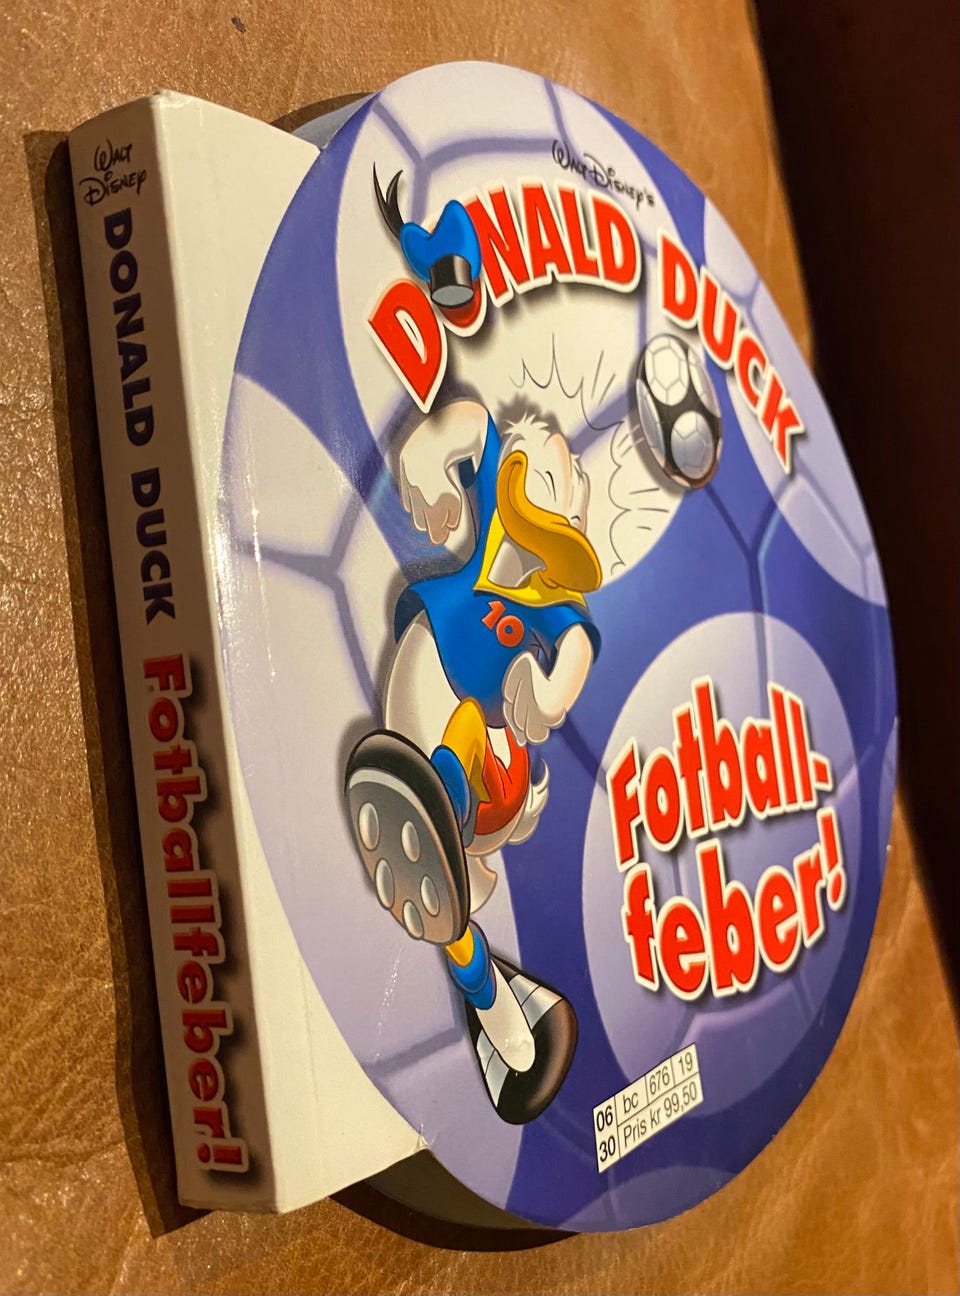 Walt
Disney
DONALD DUCK Fotballfeber!
Walt Disney's
DONALD DUCK
10
Fotball-
feber!
06 bc 676 19
30 Pris kr 99,50